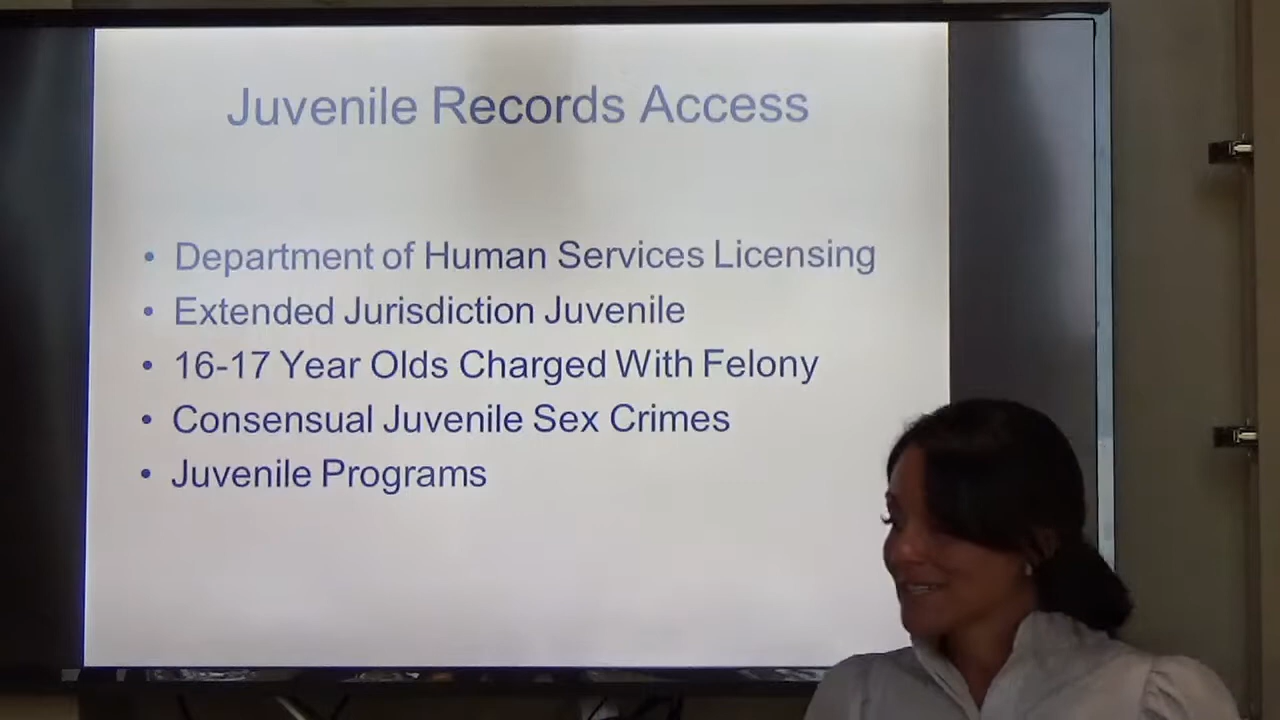 Juvenile Records Access
• Department of Human Services Licensing
• Extended Jurisdiction Juvenile
• 16-17 Year Olds Charged With Felony
• Consensual Juvenile Sex Crimes
• Juvenile Programs